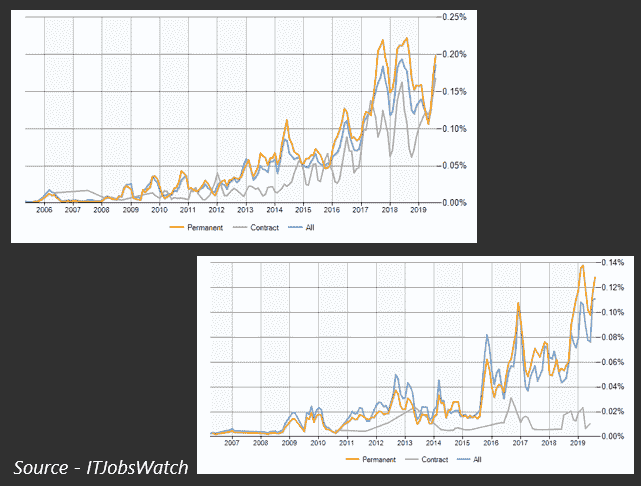 0.25%
0.20%
0.15%
0.10%
0.05%
0.00%
2006 2007 2008 2009 2010 2011 2012 2013 2014 2015 2016 2017 2018 2019
Permanent Contract All
0.14%
0.12%
0.10%
0.08%
0.06%
0.04%
0.02%
0.00%
2007 2008 2009 2010 2011 2012 2013 2014 2015 2016 2017 2018 2019
Permanent Contract All
Source - ITJobsWatch